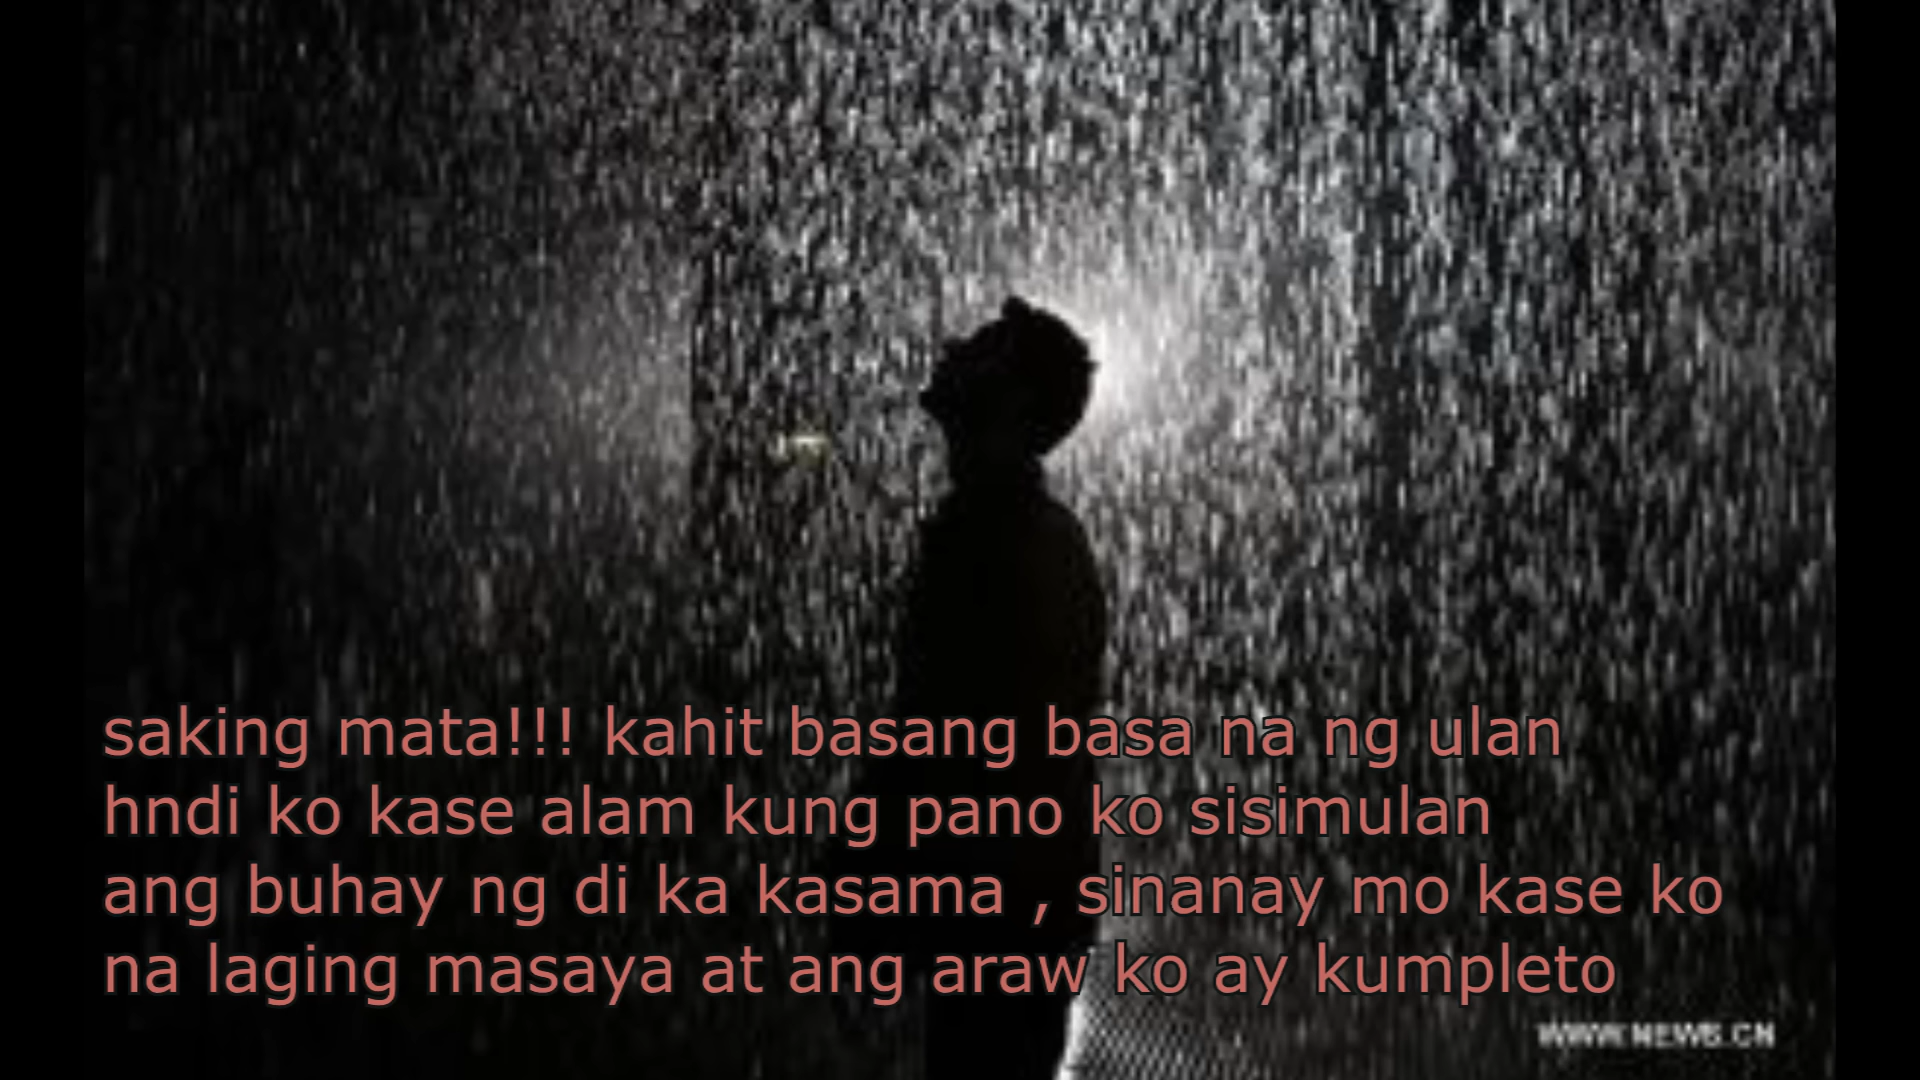 saking mata!!! kahit basang basa na ng ulan
hndi ko kase alam kung pano ko sisimulan
ang buhay ng di ka kasama , sinanay mo kase ko
na laging masaya at ang araw ko ay kumpleto
WWW.NEWS.CN